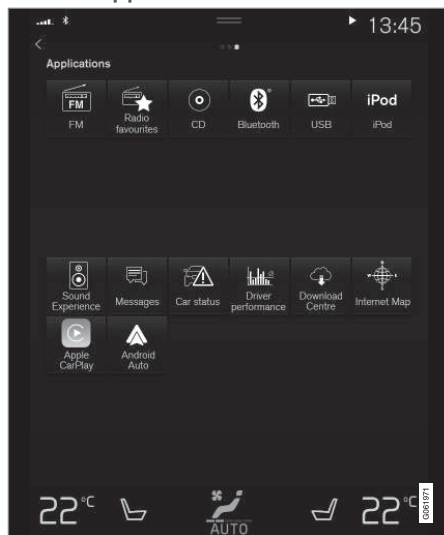 13:45
Applications
FM
FM
Radio
favourites
CD
Bluetooth
USB
iPod
iPod
Sound
Experience
Messages
Car status
Driver
performance
Download
Centre
Internet Map
Apple
CarPlay
Android
Auto
22°C
AUTO
22°C
G061971